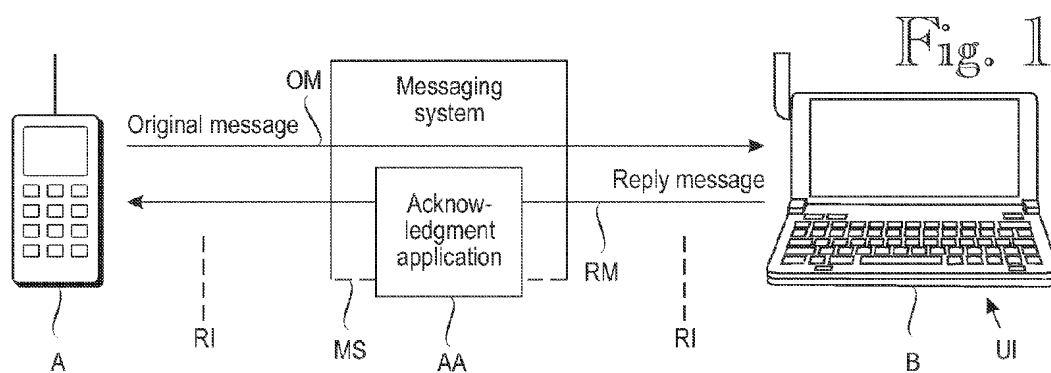 Fig. 1
OM
Messaging
system
Original message
Reply message
Acknow-
ledgment
application
RM
RI
RI
A
MS
AA
B
UI